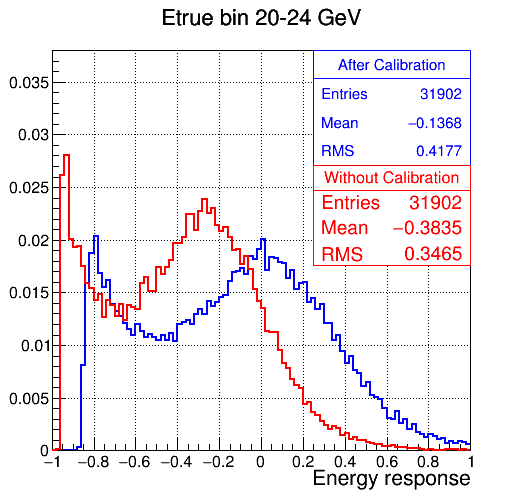 Etrue bin 20-24 GeV
After Calibration
Entries 31902
Mean −0.1368
RMS 0.4177
Without Calibration
Entries 31902
Mean −0.3835
RMS 0.3465
0.035
0.03
0.025
0.02
0.015
0.01
0.005
0
−1 −0.8 −0.6 −0.4 −0.2 0 0.2 0.4 0.6 0.8 1
Energy response